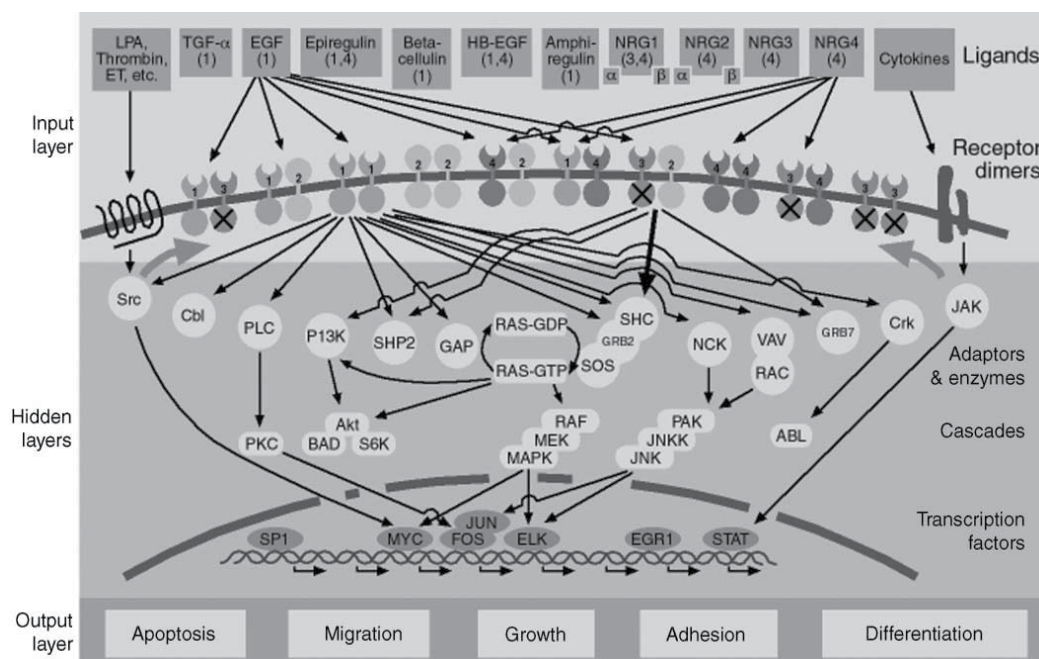 LPA,
Thrombin,
ET, etc.
TGF-α
(1)
EGF
(1)
Epiregulin
(1,4)
Beta-
cellulin
(1)
HB-EGF
(1,4)
Amphi-
regulin
(1)
NRG1
(3,4)
α
β
NRG2
(4)
α
β
NRG3
(4)
NRG4
(4)
Cytokines
Ligands
Input
layer
Receptor
dimers
1 3
1 2
1 1
2 2
4 2
1 4
3 2
4 4
3 4
3 3
Src
Cbl
PLC
P13K
SHP2
GAP
RAS-GDP
RAS-GTP
SHC
GRB2
SOS
NCK
VAV
RAC
GRB7
Crk
JAK
Adaptors
& enzymes
Hidden
layers
PKC
Akt
BAD
S6K
RAF
MEK
MAPK
PAK
JNKK
JNK
ABL
Cascades
SP1
MYC
JUN
FOS
ELK
EGR1
STAT
Transcription
factors
Output
layer
Apoptosis
Migration
Growth
Adhesion
Differentiation